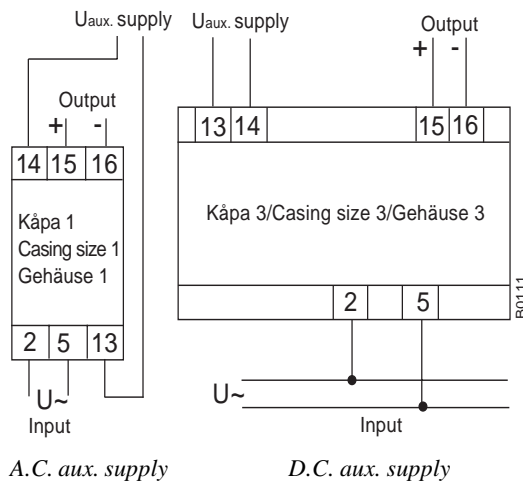 Uaux. supply
Output
+ -
14 15 16
Kåpa 1
Casing size 1
Gehäuse 1
2 5 13
U~
Input
A.C. aux. supply
Uaux. supply
+ -
13 14 15 16
Kåpa 3/Casing size 3/Gehäuse 3
2 5
B0111
U~
Input
D.C. aux. supply